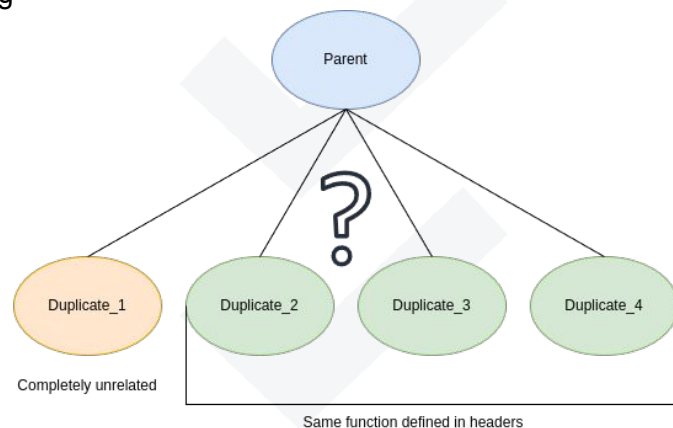 g
Parent
?
Duplicate_1
Duplicate_2
Duplicate_3
Duplicate_4
Completely unrelated
Same function defined in headers